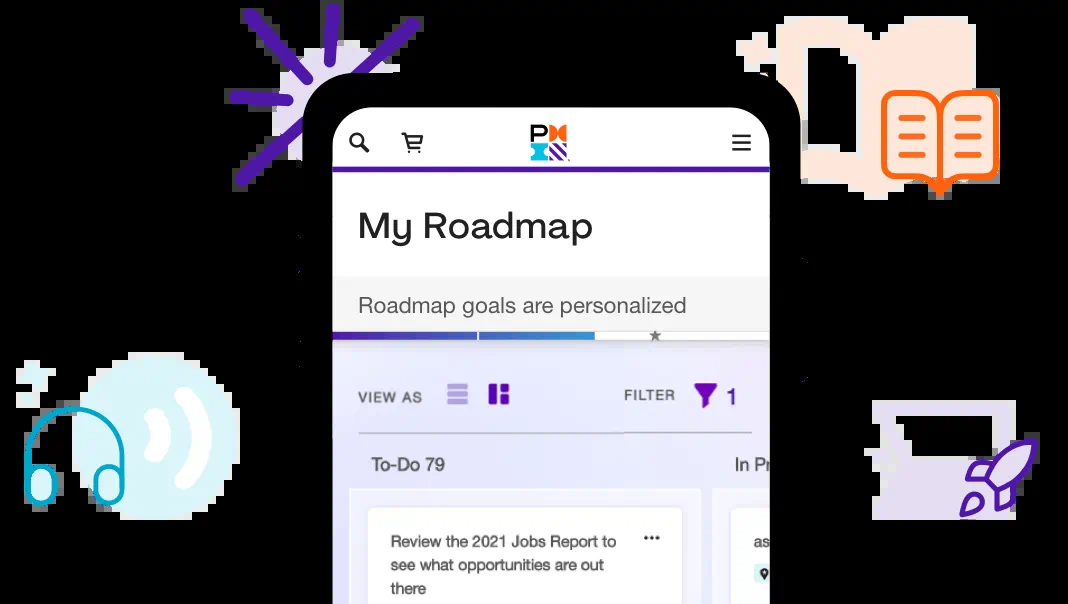 PM
My Roadmap
Roadmap goals are personalized
VIEW AS
FILTER 1
To-Do 79
In Pr
Review the 2021 Jobs Report to
see what opportunities are out
there
as